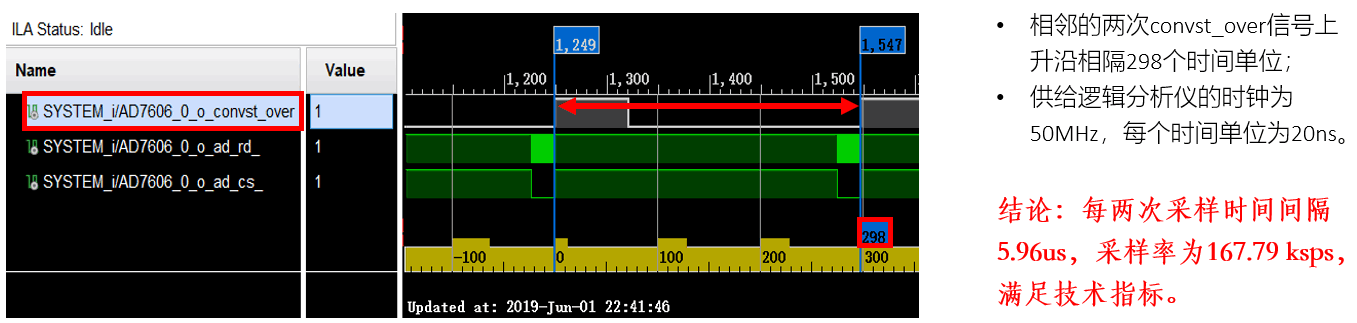 ILA Status: Idle
Name Value
SYSTEM_i/AD7606_0_o_convst_over 1
SYSTEM_i/AD7606_0_o_ad_rd_ 1
SYSTEM_i/AD7606_0_o_ad_cs_ 1
1,249 1,547
1,200 1,300 1,400 1,500
298
-100 0 100 200 300
Updated at: 2019-Jun-01 22:41:46
• 相邻的两次convst_over信号上
升沿相隔298个时间单位；
• 供给逻辑分析仪的时钟为
50MHz，每个时间单位为20ns。
结论：每两次采样时间间隔
5.96us，采样率为167.79 ksps，
满足技术指标。